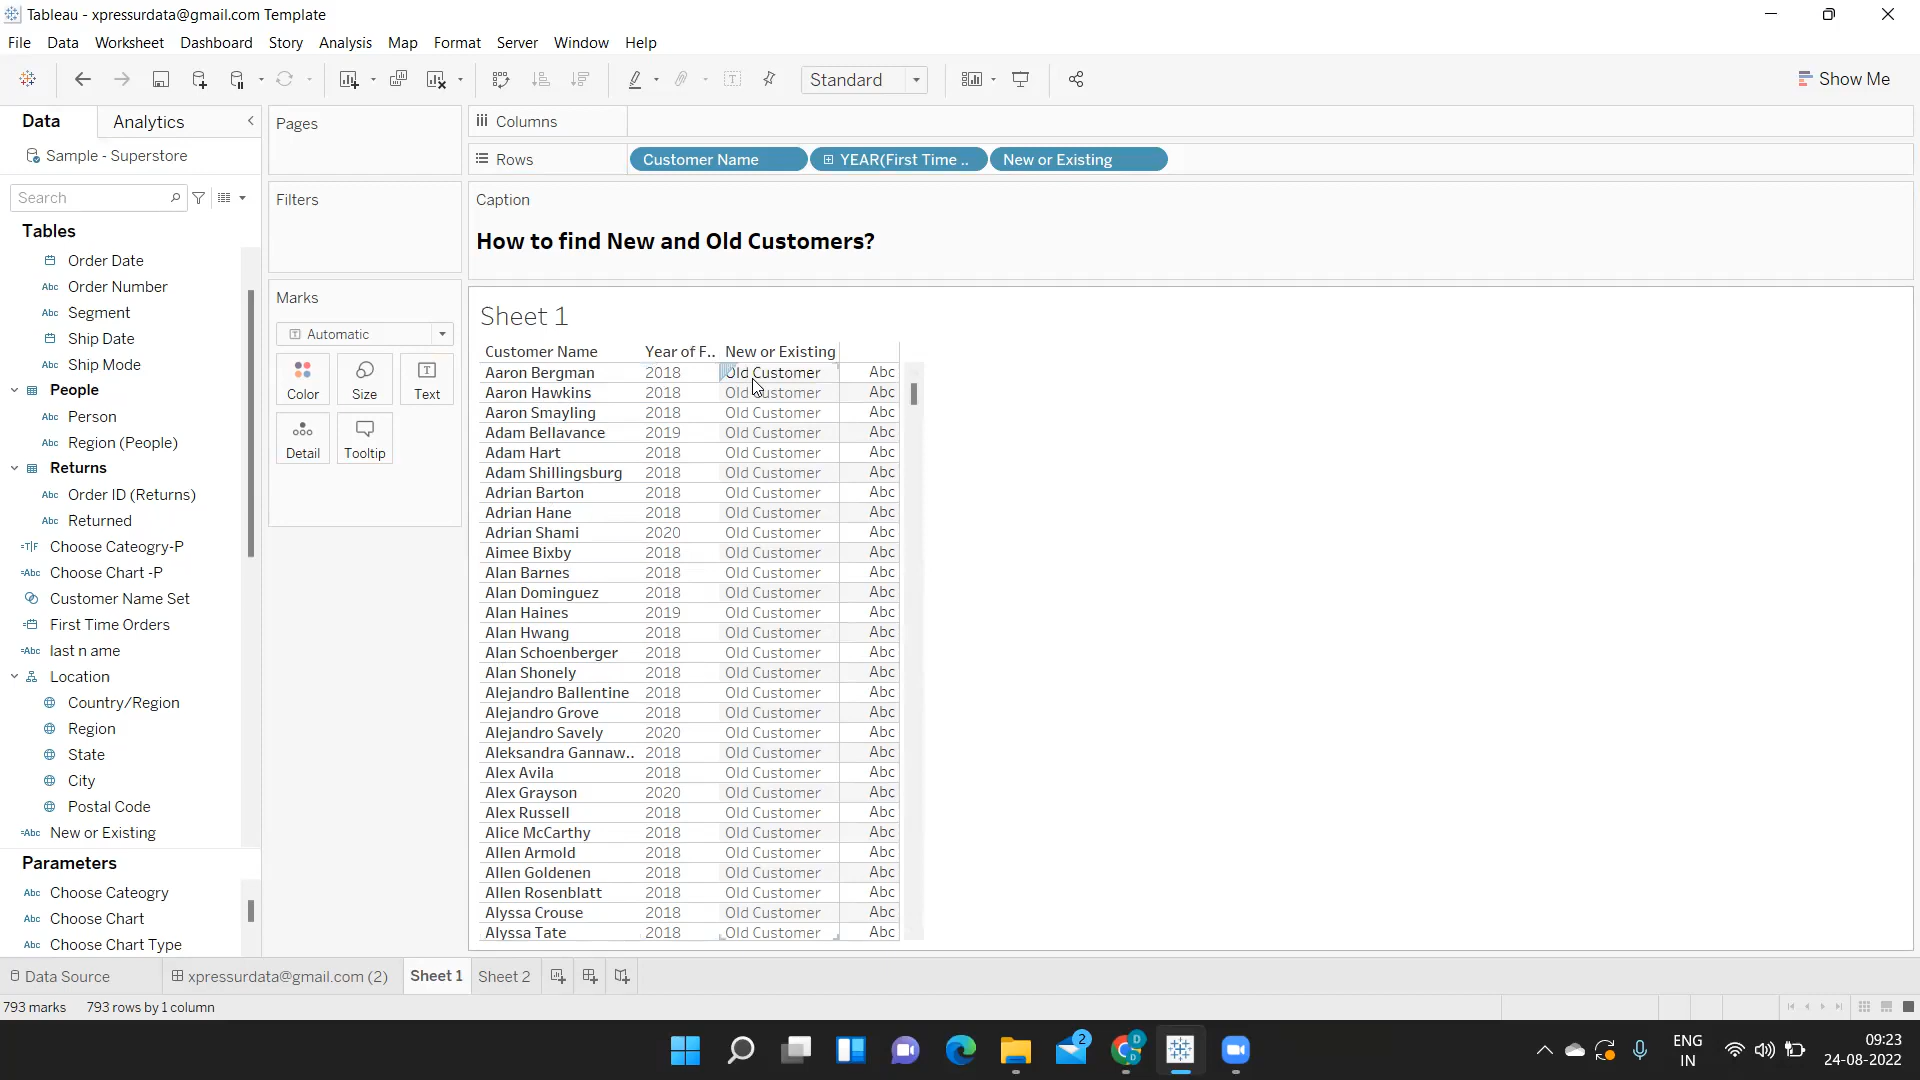 Tableau - xpressurdata@gmail.com Template
File Data Worksheet Dashboard Story Analysis Map Format Server Window Help
Standard
Show Me
Data Analytics
Sample - Superstore
Search
Tables
Order Date
Abc Order Number
Abc Segment
Ship Date
Abc Ship Mode
People
Abc Person
Abc Region (People)
Returns
Abc Order ID (Returns)
Abc Returned
=T|F Choose Cateogry-P
=Abc Choose Chart -P
Customer Name Set
First Time Orders
=Abc last n ame
Location
Country/Region
Region
State
City
Postal Code
=Abc New or Existing
Parameters
Abc Choose Cateogry
Abc Choose Chart
Abc Choose Chart Type
Pages
Filters
Marks
Automatic
Color Size Text
Detail Tooltip
Columns
Rows Customer Name YEAR(First Time .. New or Existing
Caption
How to find New and Old Customers?
Sheet 1
Customer Name Year of F.. New or Existing
Aaron Bergman 2018 Old Customer Abc
Aaron Hawkins 2018 Old Customer Abc
Aaron Smayling 2018 Old Customer Abc
Adam Bellavance 2019 Old Customer Abc
Adam Hart 2018 Old Customer Abc
Adam Shillingsburg 2018 Old Customer Abc
Adrian Barton 2018 Old Customer Abc
Adrian Hane 2018 Old Customer Abc
Adrian Shami 2020 Old Customer Abc
Aimee Bixby 2018 Old Customer Abc
Alan Barnes 2018 Old Customer Abc
Alan Dominguez 2018 Old Customer Abc
Alan Haines 2019 Old Customer Abc
Alan Hwang 2018 Old Customer Abc
Alan Schoenberger 2018 Old Customer Abc
Alan Shonely 2018 Old Customer Abc
Alejandro Ballentine 2018 Old Customer Abc
Alejandro Grove 2018 Old Customer Abc
Alejandro Savely 2020 Old Customer Abc
Aleksandra Gannaw.. 2018 Old Customer Abc
Alex Avila 2018 Old Customer Abc
Alex Grayson 2020 Old Customer Abc
Alex Russell 2018 Old Customer Abc
Alice McCarthy 2018 Old Customer Abc
Allen Armold 2018 Old Customer Abc
Allen Goldenen 2018 Old Customer Abc
Allen Rosenblatt 2018 Old Customer Abc
Alyssa Crouse 2018 Old Customer Abc
Alyssa Tate 2018 Old Customer Abc
Data Source xpressurdata@gmail.com (2) Sheet 1 Sheet 2
793 marks 793 rows by 1 column
2
D
D
ENG
IN
09:23
24-08-2022